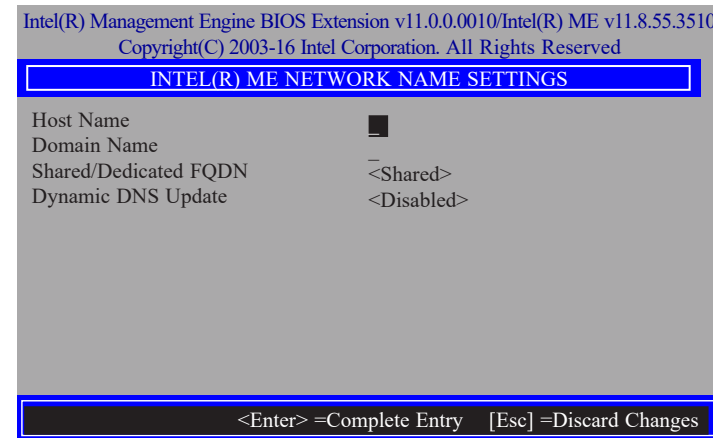 Intel(R) Management Engine BIOS Extension v11.0.0.0010/Intel(R) ME v11.8.55.3510
Copyright(C) 2003-16 Intel Corporation. All Rights Reserved
INTEL(R) ME NETWORK NAME SETTINGS
Host Name _
Domain Name _
Shared/Dedicated FQDN <Shared>
Dynamic DNS Update <Disabled>
<Enter> =Complete Entry [Esc] =Discard Changes